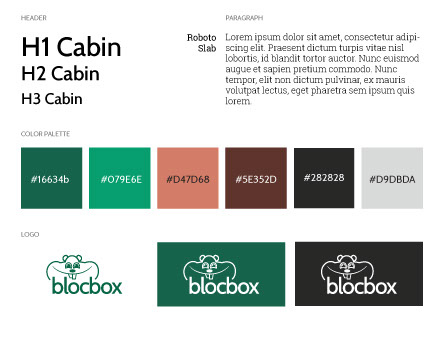 HEADER
H1 Cabin
H2 Cabin
H3 Cabin
Roboto
Slab
PARAGRAPH
Lorem ipsum dolor sit amet, consectetur adipi-
scing elit. Praesent dictum turpis vitae nisl
lobortis, id blandit tortor auctor. Nunc euismod
augue et sapien pretium commodo. Nunc
tempor, elit non dictum pulvinar, ex mauris
volutpat lectus, eget pharetra sem ipsum quis
lorem.
COLOR PALETTE
#16634b
#079E6E
#D47D68
#5E352D
#282828
#D9DBDA
LOGO
blocbox
blocbox
blocbox